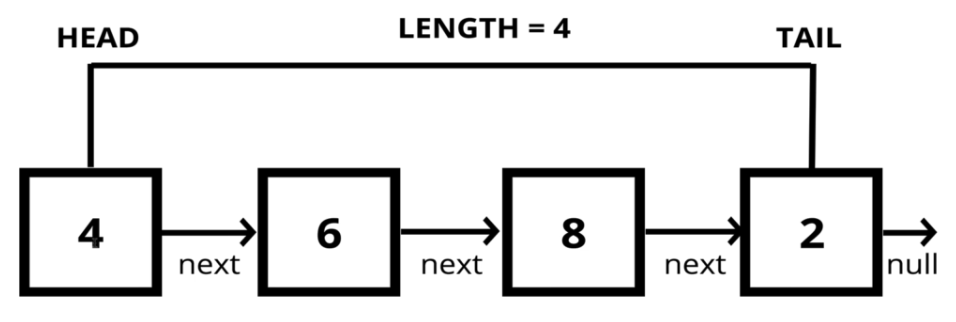 HEAD
LENGTH = 4
TAIL
4
6
8
2
next
next
next
null